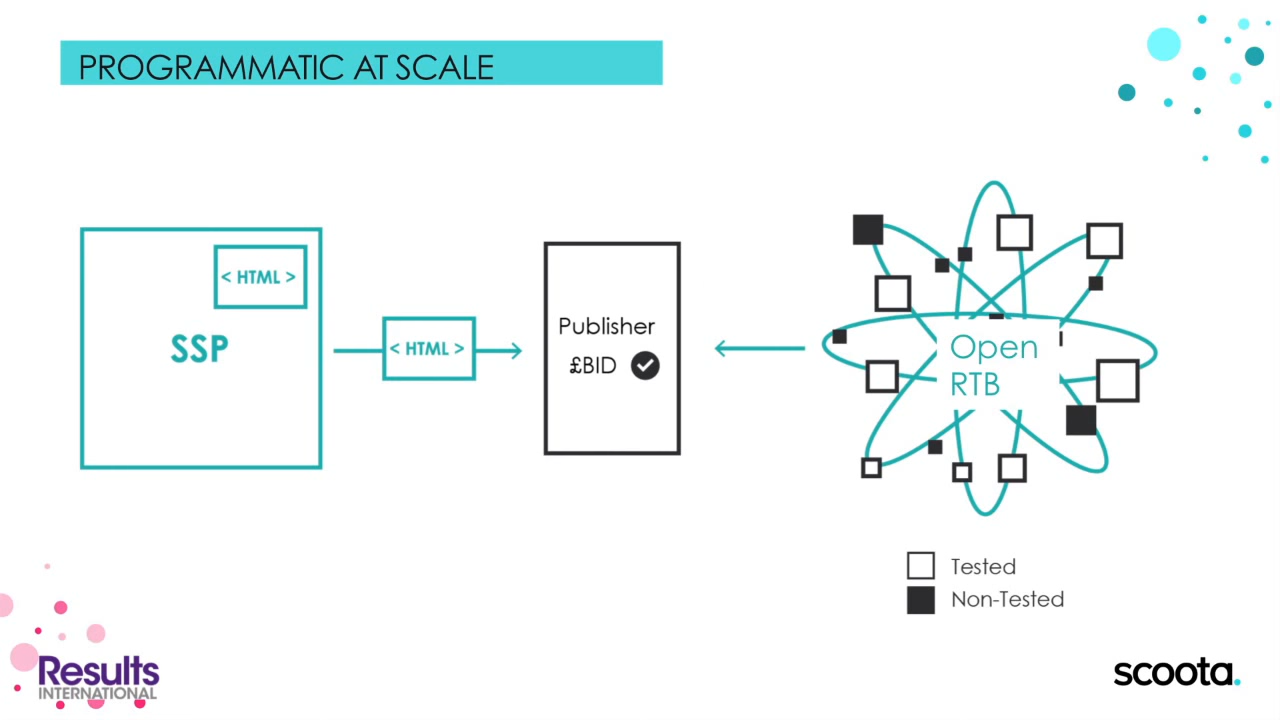 PROGRAMMATIC AT SCALE
< HTML >
SSP
< HTML >
Publisher
£BID
Open
RTB
Tested
Non-Tested
Results
INTERNATIONAL
scoota.